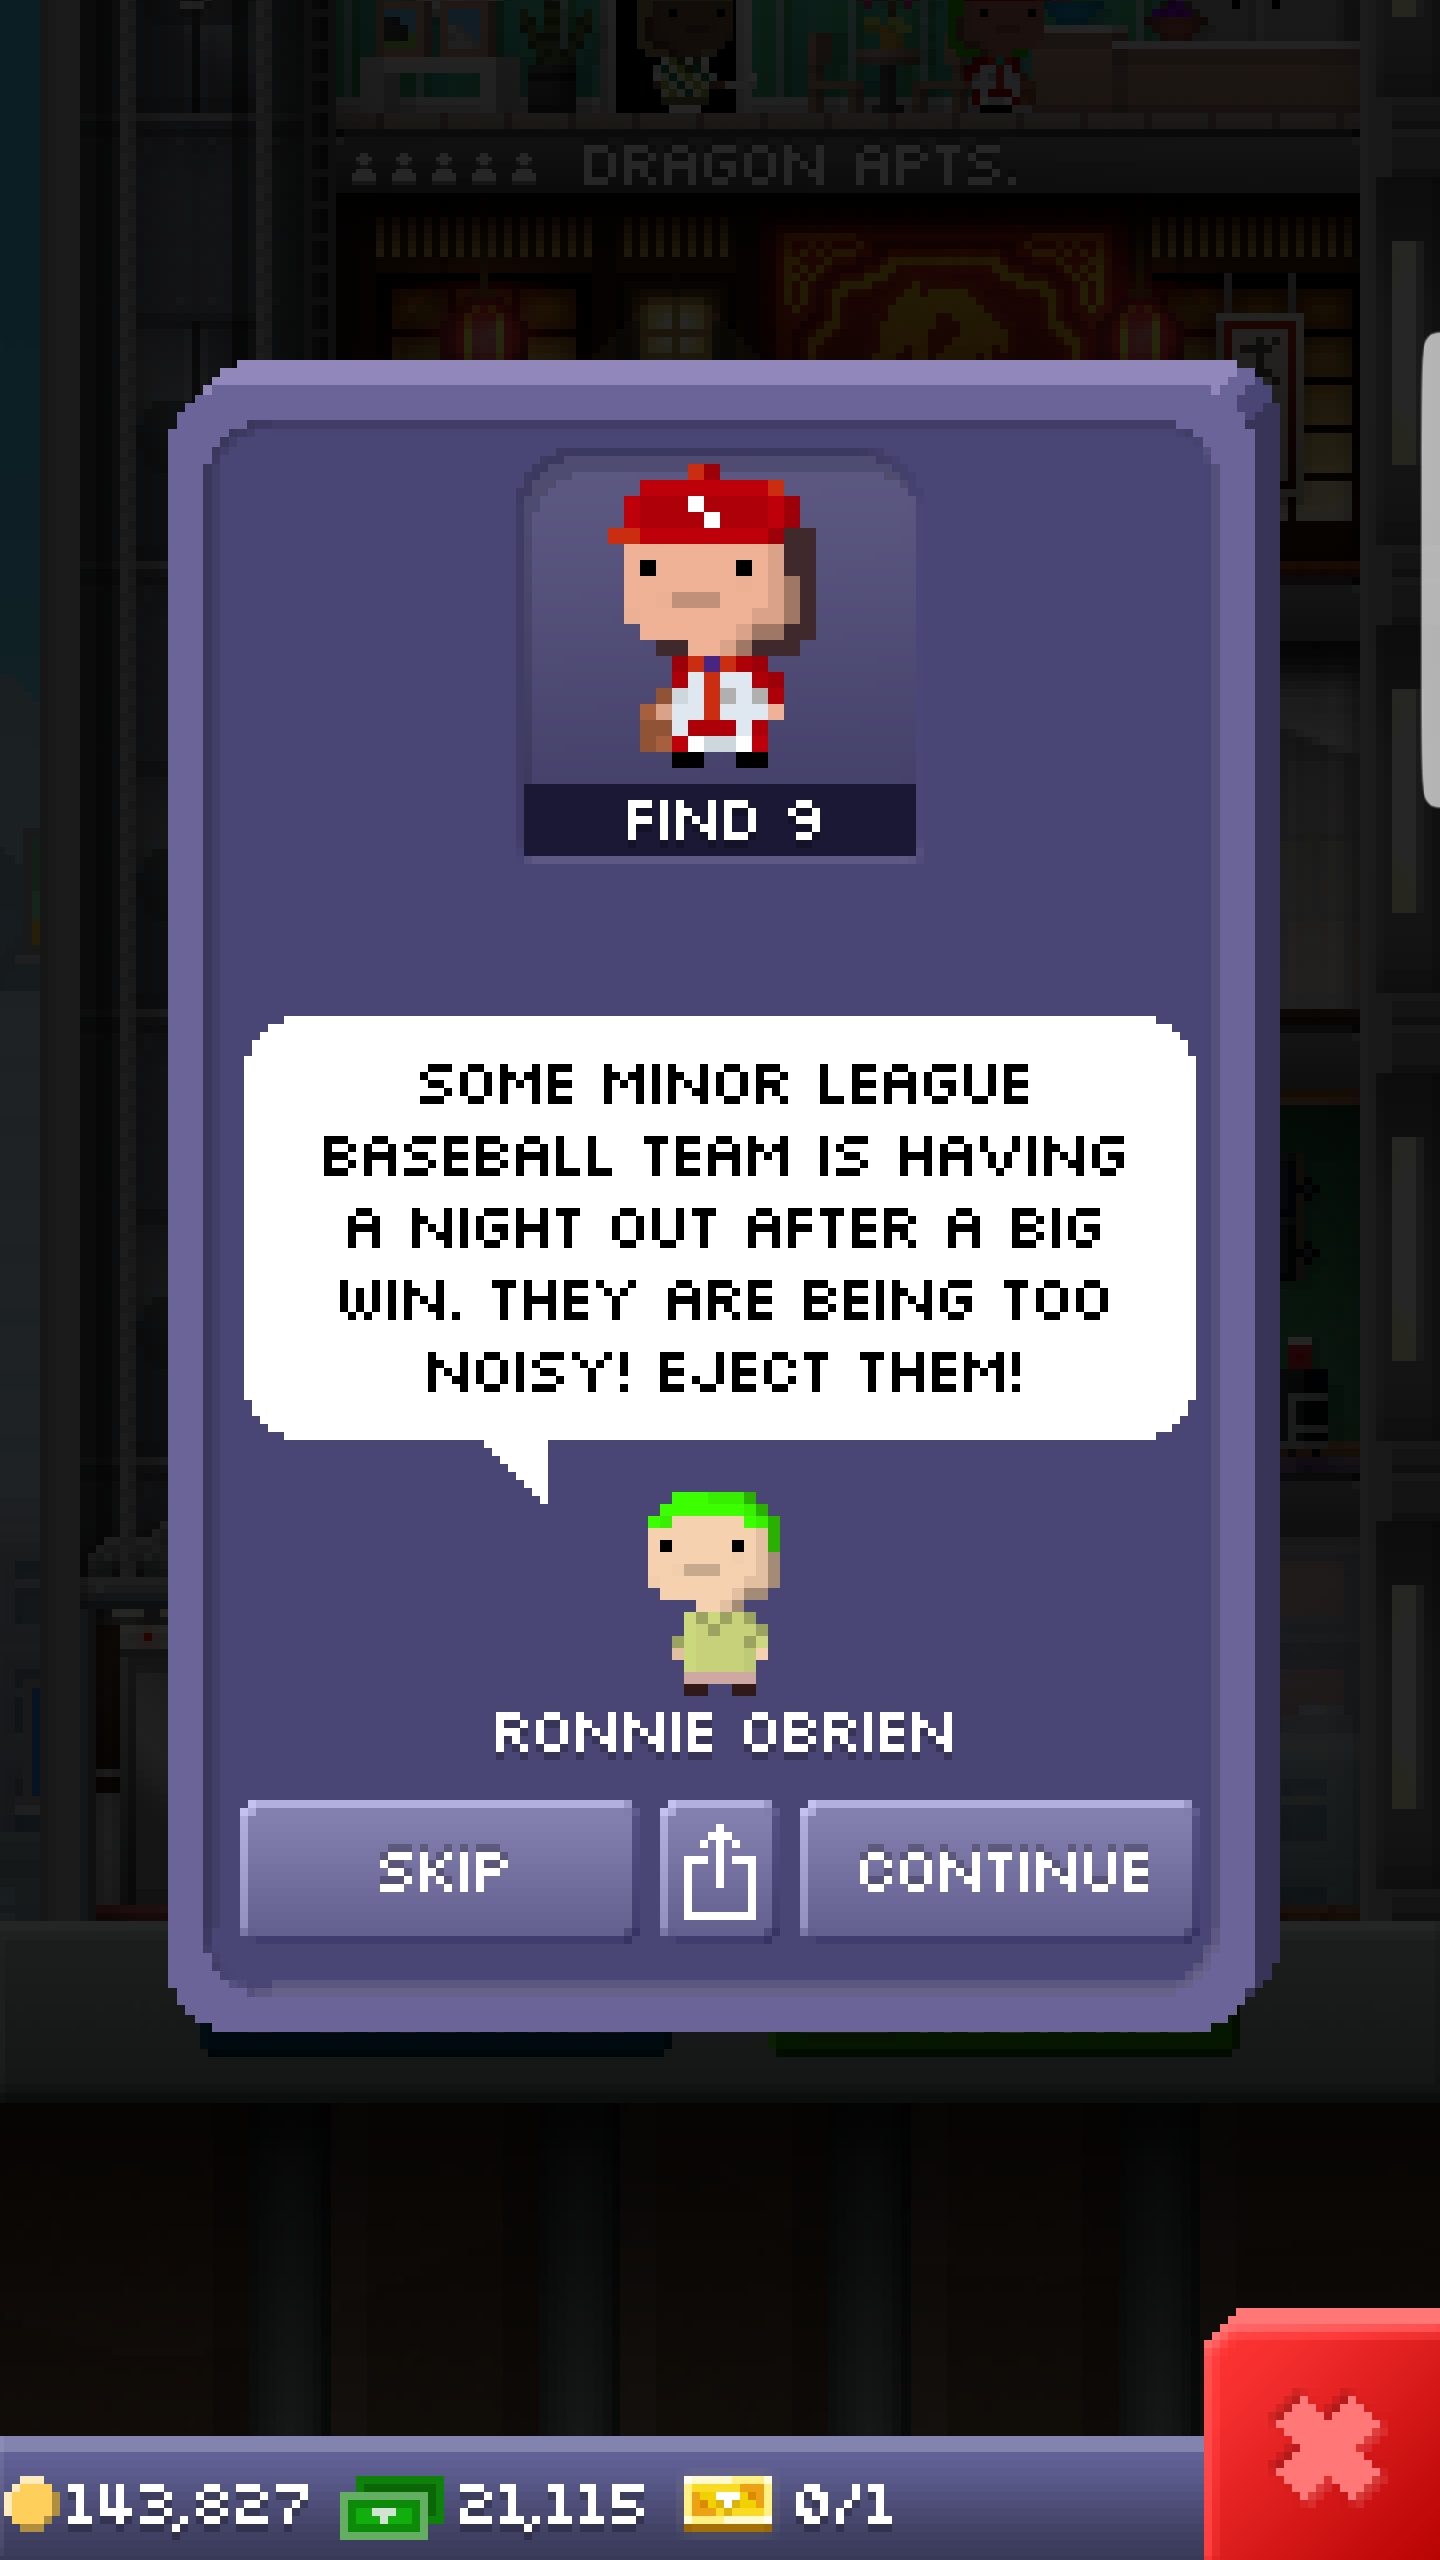 DRAGON APTS.
FIND 9
SOME MINOR LEAGUE
BASEBALL TEAM IS HAVING
A NIGHT OUT AFTER A BIG
WIN. THEY ARE BEING TOO
NOISY! EJECT THEM!
RONNIE OBRIEN
SKIP CONTINUE
143,827 21,115 0/1